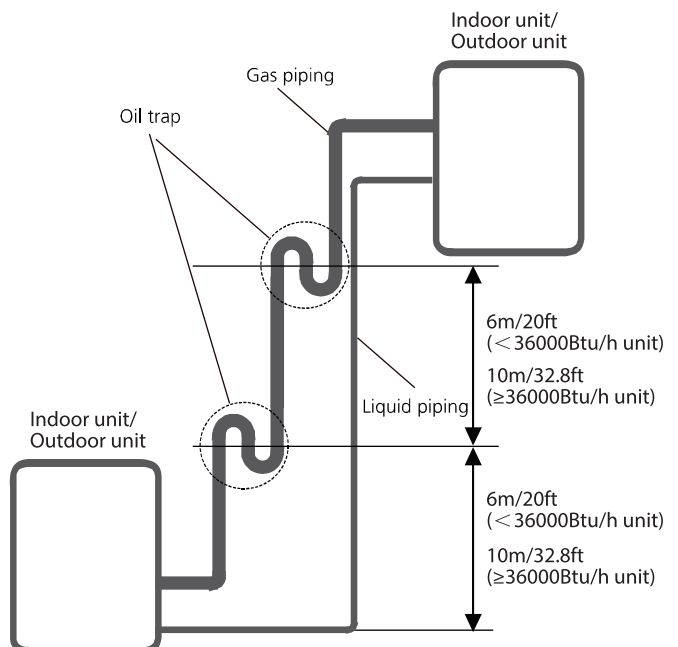 Indoor unit/
Outdoor unit
Gas piping
Oil trap
6m/20ft
(＜36000Btu/h unit)
10m/32.8ft
(≥36000Btu/h unit)
Liquid piping
Indoor unit/
Outdoor unit
6m/20ft
(＜36000Btu/h unit)
10m/32.8ft
(≥36000Btu/h unit)